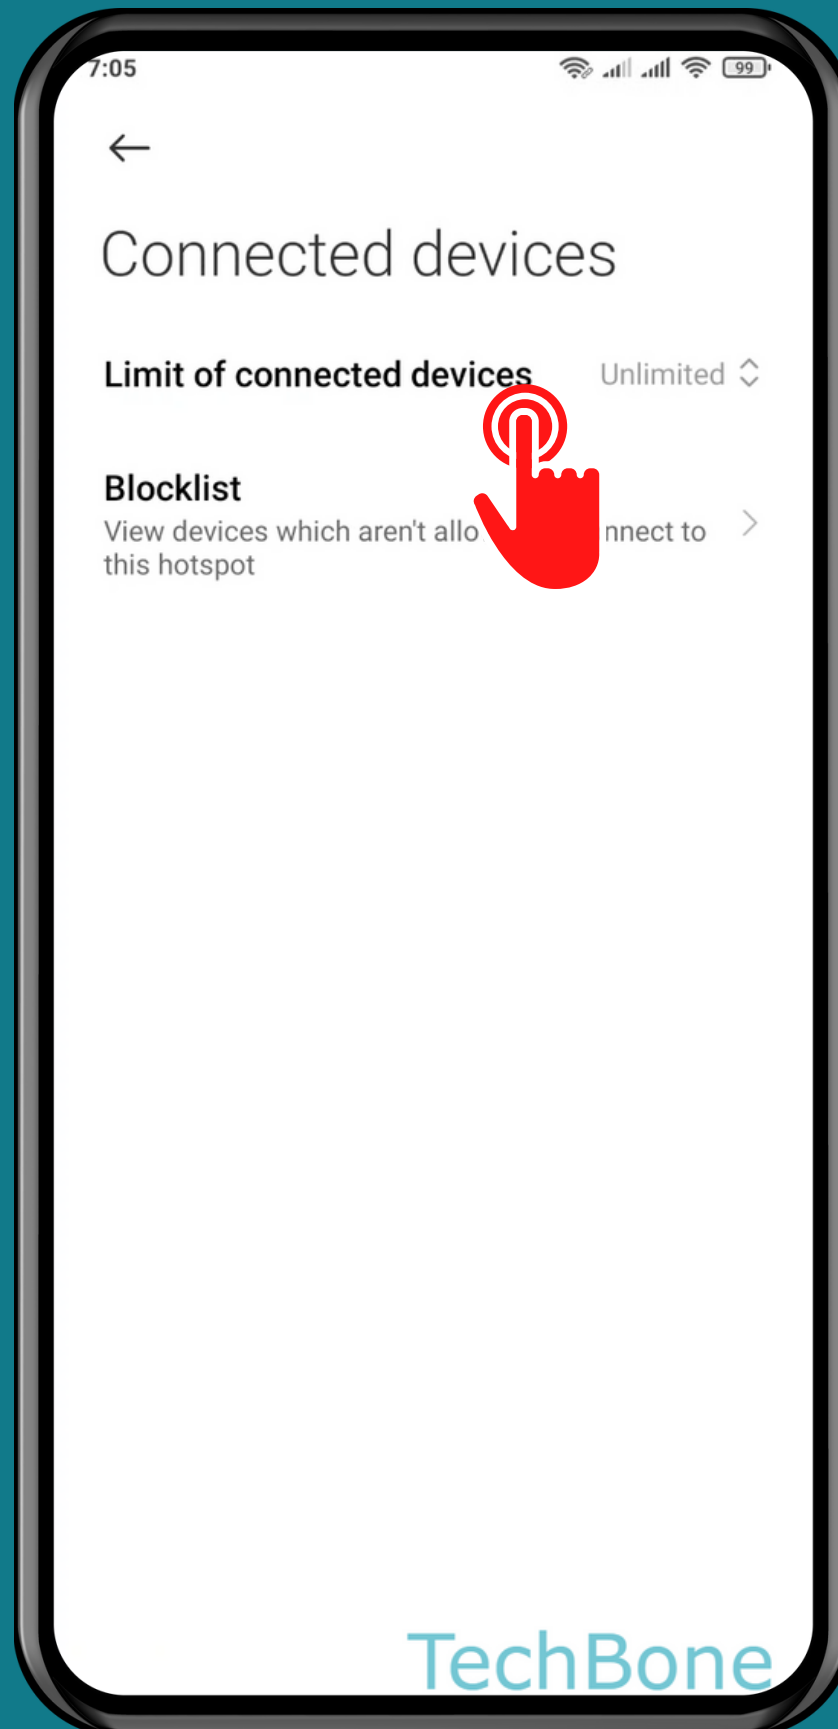 7:05
99
Connected devices
Limit of connected devices
Unlimited
Blocklist
View devices which aren't allo nnect to
this hotspot
TechBone